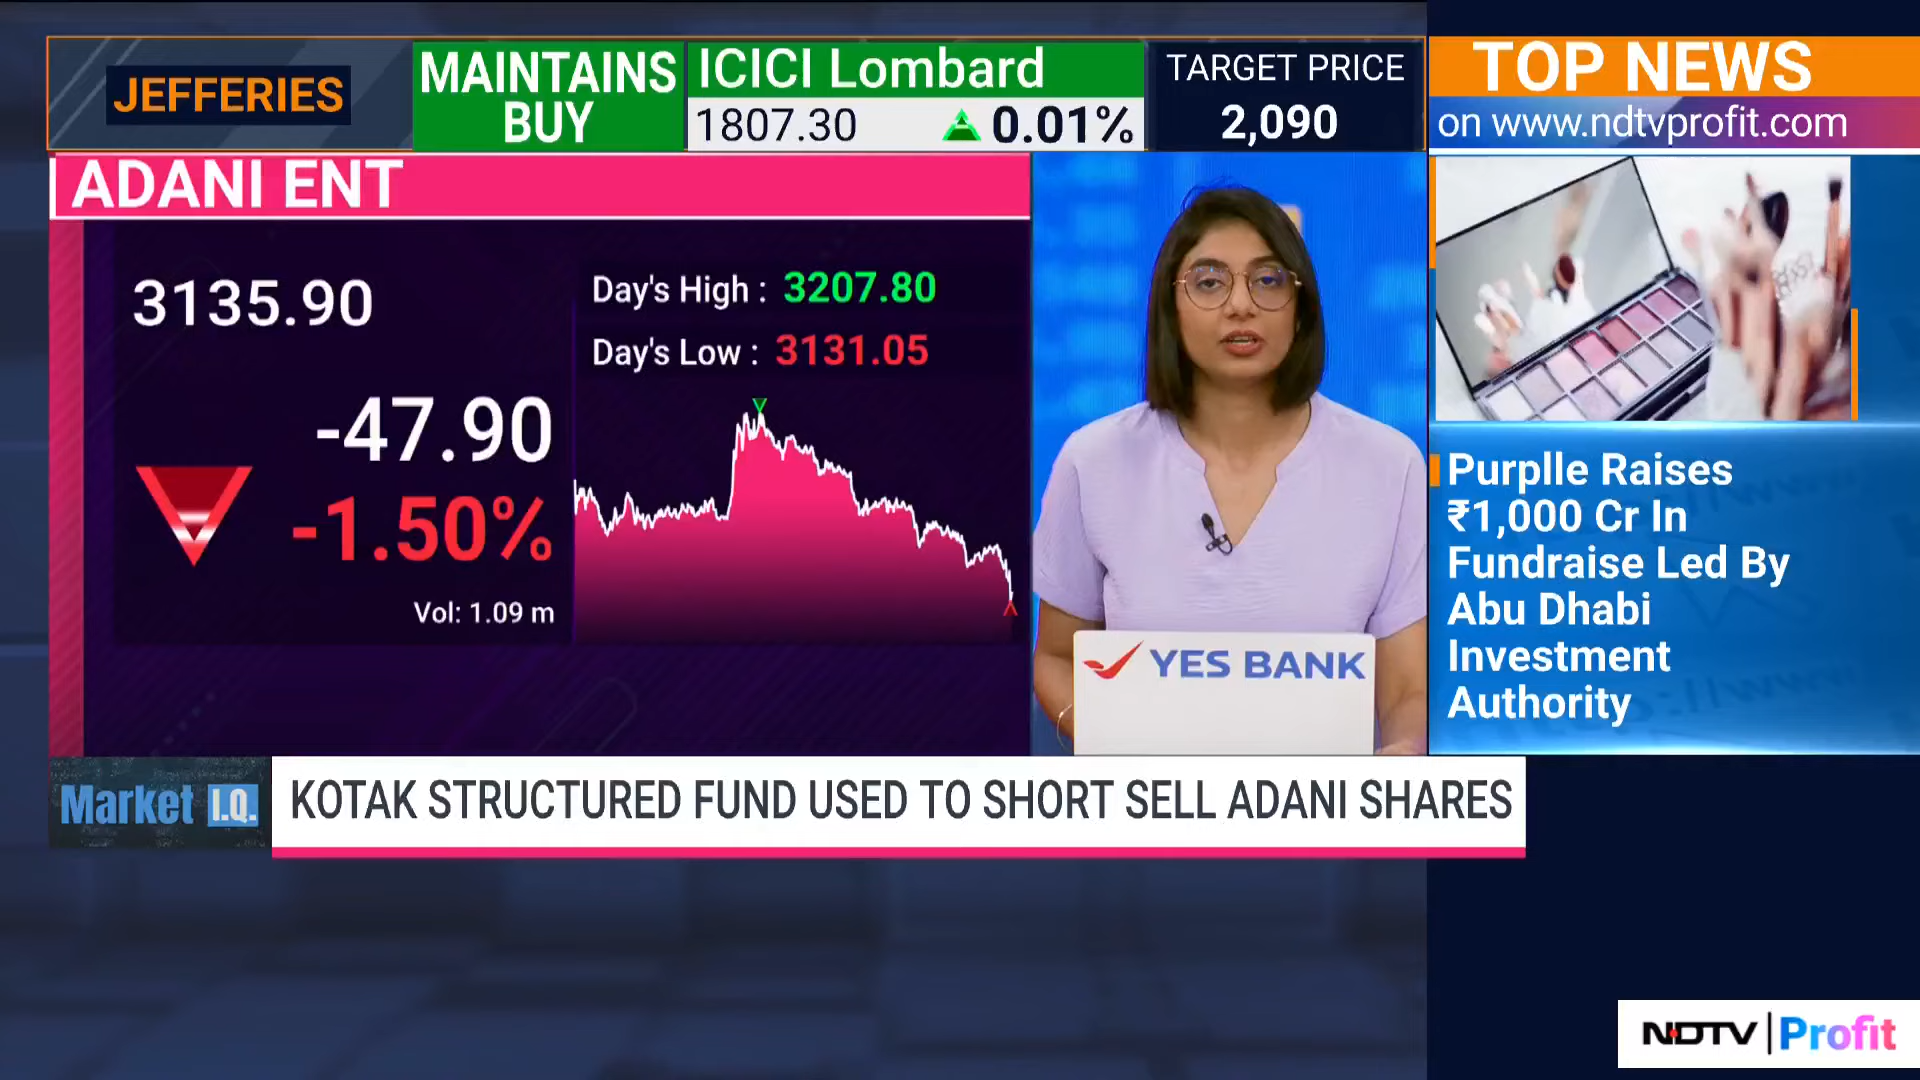 JEFFERIES
MAINTAINS
BUY
ICICI Lombard
1807.30 0.01%
TARGET PRICE
2,090
TOP NEWS
on www.ndtvprofit.com
ADANI ENT
3135.90
-47.90
-1.50%
Vol: 1.09 m
Day's High : 3207.80
Day's Low : 3131.05
YES BANK
Purplle Raises
₹1,000 Cr In
Fundraise Led By
Abu Dhabi
Investment
Authority
Market I.Q.
KOTAK STRUCTURED FUND USED TO SHORT SELL ADANI SHARES
NDTV Profit